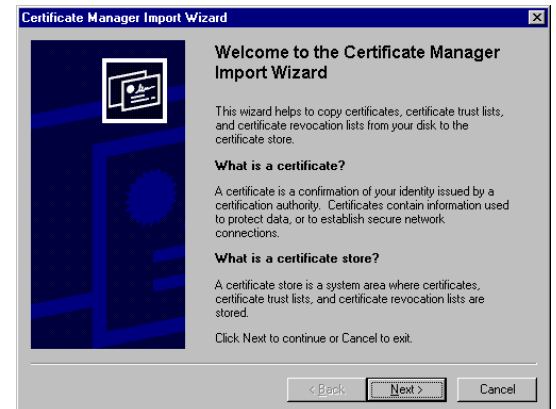 Certificate Manager Import Wizard
Welcome to the Certificate Manager
Import Wizard
This wizard helps to copy certificates, certificate trust lists,
and certificate revocation lists from your disk to the
certificate store.
What is a certificate?
A certificate is a confirmation of your identity issued by a
certification authority. Certificates contain information used
to protect data, or to establish secure network
connections.
What is a certificate store?
A certificate store is a system area where certificates,
certificate trust lists, and certificate revocation lists are
stored.
Click Next to continue or Cancel to exit.
< Back Next > Cancel